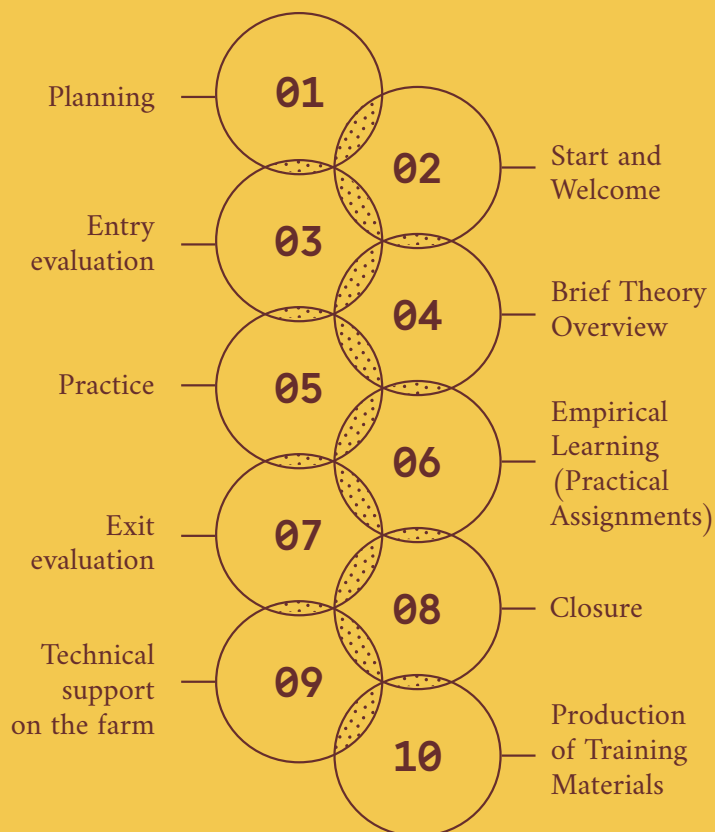 01
Planning
02
Start and
Welcome
03
Entry
evaluation
04
Brief Theory
Overview
05
Practice
06
Empirical
Learning
(Practical
Assignments)
07
Exit
evaluation
08
Closure
09
Technical
support
on the farm
10
Production
of Training
Materials